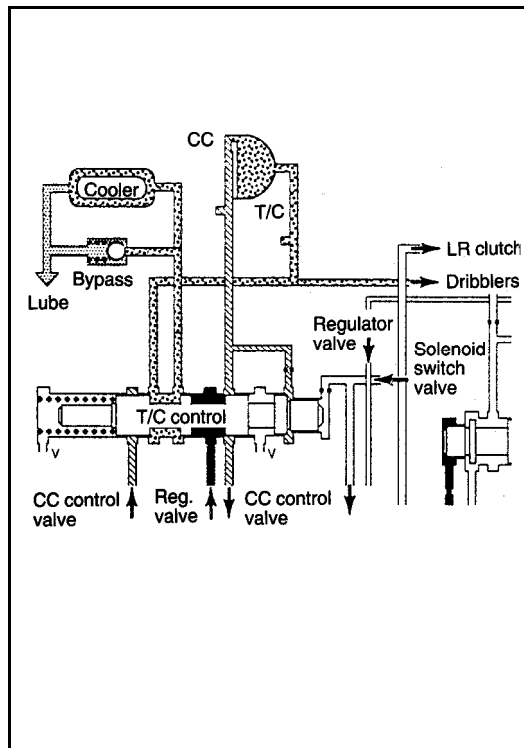 CC
Cooler
T/C
LR clutch
Bypass
Dribblers
Lube
Regulator
valve
Solenoid
switch
valve
T/C control
V
V
CC control
valve
Reg.
valve
CC control
valve